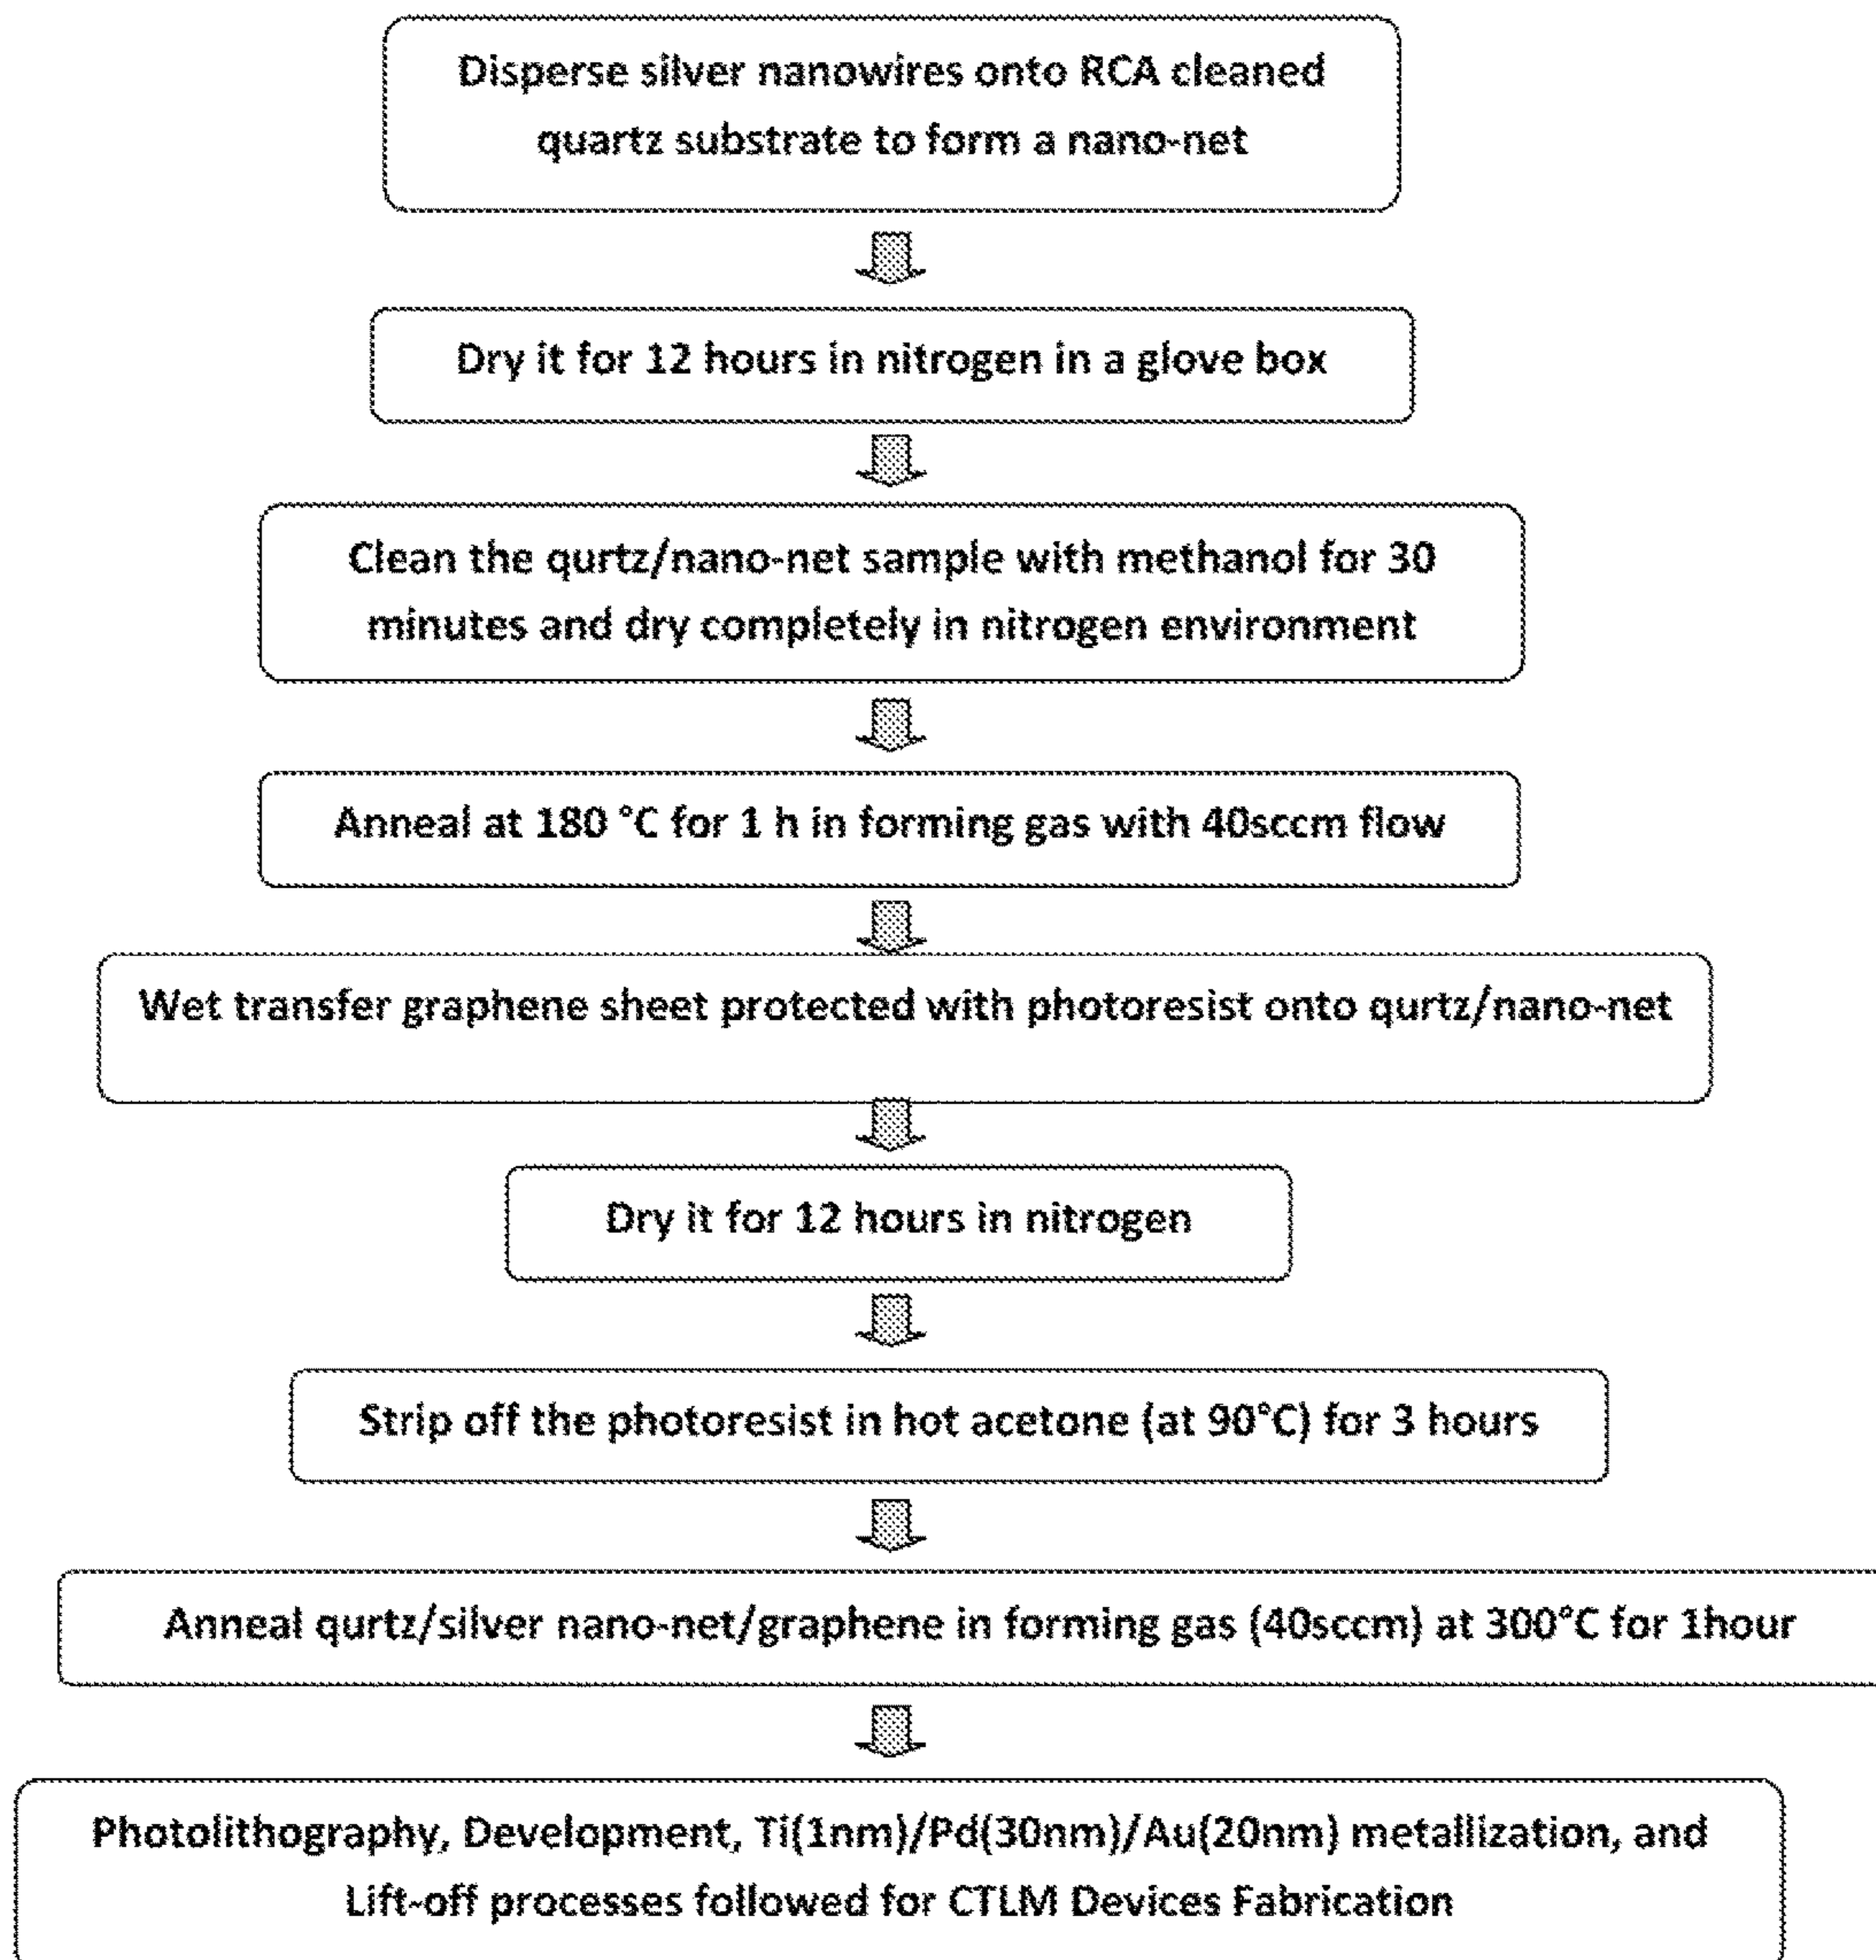 Disperse silver nanowires onto RCA cleaned
quartz substrate to form a nano-net
Dry it for 12 hours in nitrogen in a glove box
Clean the qurtz/nano-net sample with methanol for 30
minutes and dry completely in nitrogen environment
Anneal at 180 °C for 1 h in forming gas with 40sccm flow
Wet transfer graphene sheet protected with photoresist onto qurtz/nano-net
Dry it for 12 hours in nitrogen
Strip off the photoresist in hot acetone (at 90°C) for 3 hours
Anneal qurtz/silver nano-net/graphene in forming gas (40sccm) at 300°C for 1hour
Photolithography, Development, Ti(1nm)/Pd(30nm)/Au(20nm) metallization, and
Lift-off processes followed for CTLM Devices Fabrication